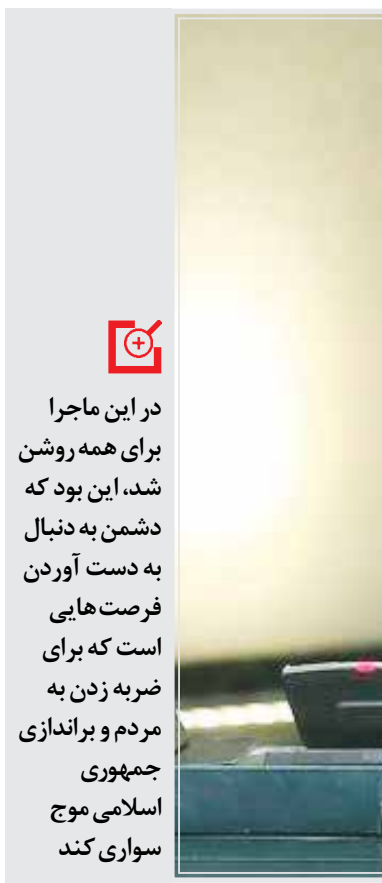 در این ماجرا
برای همه روشن
شد، این بود که
دشمن به دنبال
به دست آوردن
فرصت‌هایی
است که برای
ضربه زدن به
مردم و براندازی
جمهوری
اسلامی موج
سواری کند